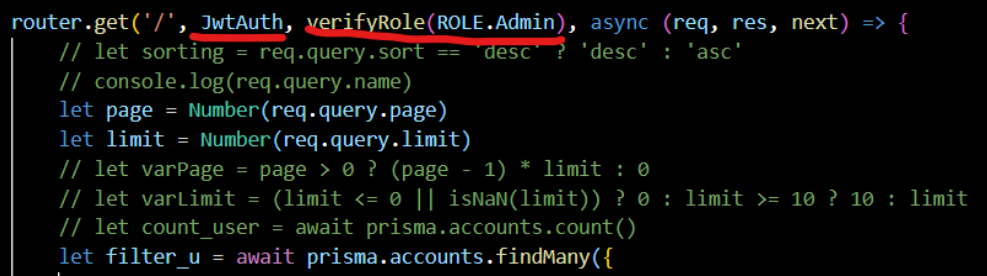 router.get('/', JwtAuth, verifyRole(ROLE.Admin), async (req, res, next) => {
// let sorting = req.query.sort == 'desc' ? 'desc' : 'asc'
// console.log(req.query.name)
let page = Number(req.query.page)
let limit = Number(req.query.limit)
// let varPage = page > 0 ? (page - 1) * limit : 0
// let varLimit = (limit <= 0 || isNaN(limit)) ? 0 : limit >= 10 ? 10 : limit
// let count_user = await prisma.accounts.count()
let filter_u = await prisma.accounts.findMany({